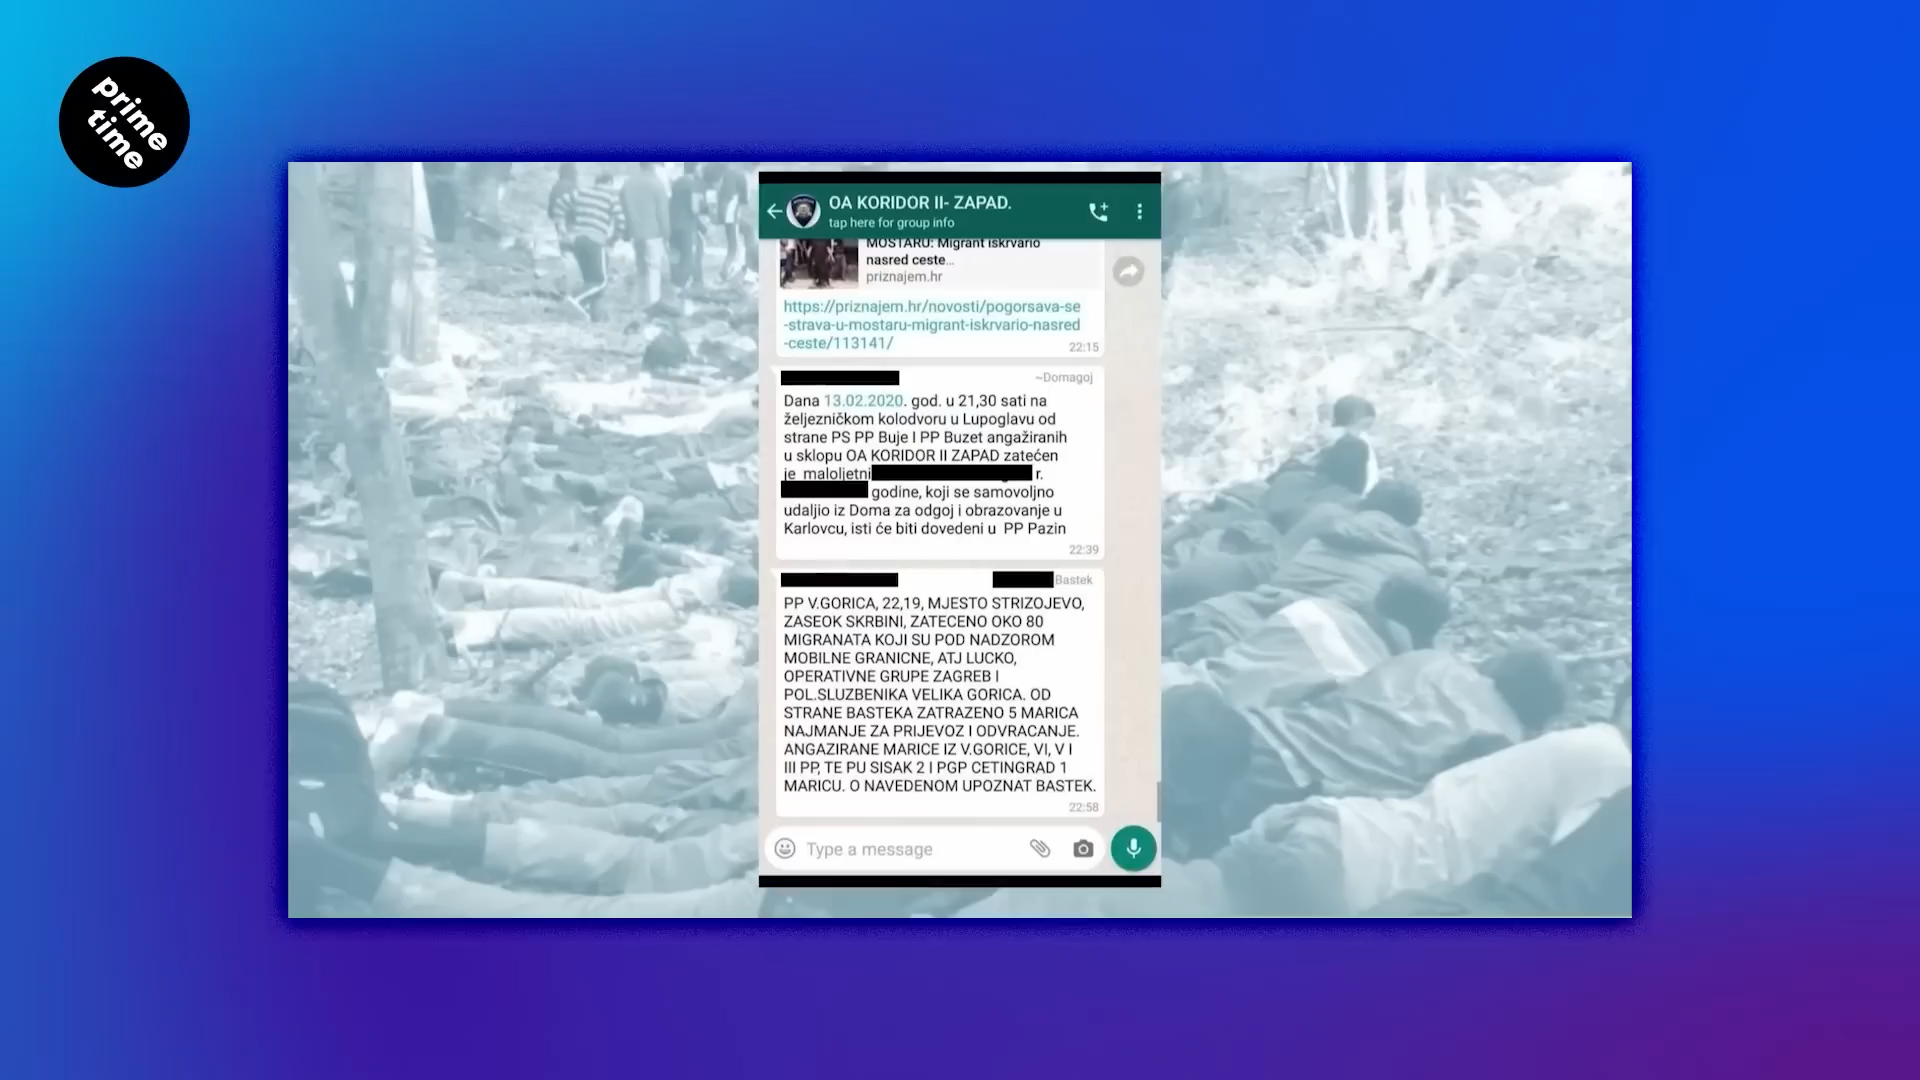 prime
time
OA KORIDOR II- ZAPAD.
tap here for group info
MOSTARU: Migrant iskrvario
nasred ceste...
priznajem.hr
https://priznajem.hr/novosti/pogorsava-se
-strava-u-mostaru-migrant-iskrvario-nasred
-ceste/113141/
22:15
~Domagoj
Dana 13.02.2020. god. u 21,30 sati na
željezničkom kolodvoru u Lupoglavu od
strane PS PP Buje I PP Buzet angažiranih
u sklopu OA KORIDOR II ZAPAD zatećen
je maloljetni r.
godine, koji se samovoljno
udaljio iz Doma za odgoj i obrazovanje u
Karlovcu, isti će biti dovedeni u PP Pazin
22:39
Bastek
PP V.GORICA, 22,19, MJESTO STRIZOJEVO,
ZASEOK SKRBINI, ZATECENO OKO 80
MIGRANATA KOJI SU POD NADZOROM
MOBILNE GRANICNE, ATJ LUCKO,
OPERATIVNE GRUPE ZAGREB I
POL.SLUZBENIKA VELIKA GORICA. OD
STRANE BASTEKA ZATRAZENO 5 MARICA
NAJMANJE ZA PRIJEVOZ I ODVRACANJE.
ANGAZIRANE MARICE IZ V.GORICE, VI, V I
III PP, TE PU SISAK 2 I PGP CETINGRAD 1
MARICU. O NAVEDENOM UPOZNAT BASTEK.
22:58
Type a message